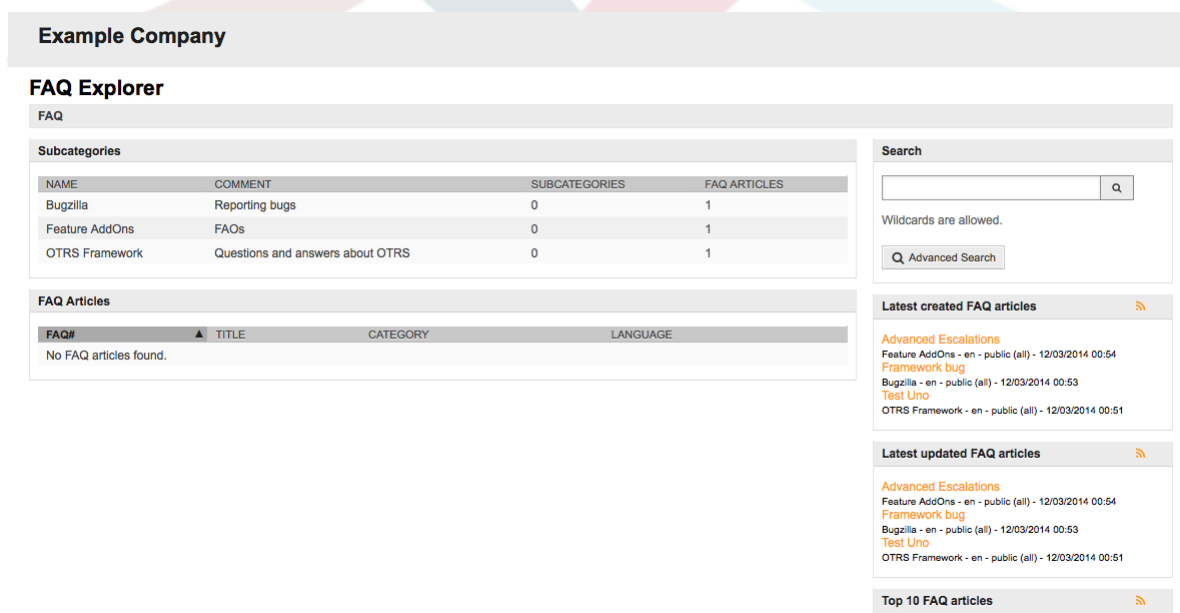 Example Company
FAQ Explorer
FAQ
Subcategories
NAME COMMENT SUBCATEGORIES FAQ ARTICLES
Bugzilla Reporting bugs 0 1
Feature AddOns FAOs 0 1
OTRS Framework Questions and answers about OTRS 0 1
FAQ Articles
FAQ# ▲ TITLE CATEGORY LANGUAGE
No FAQ articles found.
Search
Wildcards are allowed.
Advanced Search
Latest created FAQ articles
Advanced Escalations
Feature AddOns - en - public (all) - 12/03/2014 00:54
Framework bug
Bugzilla - en - public (all) - 12/03/2014 00:53
Test Uno
OTRS Framework - en - public (all) - 12/03/2014 00:51
Latest updated FAQ articles
Advanced Escalations
Feature AddOns - en - public (all) - 12/03/2014 00:54
Framework bug
Bugzilla - en - public (all) - 12/03/2014 00:53
Test Uno
OTRS Framework - en - public (all) - 12/03/2014 00:51
Top 10 FAQ articles